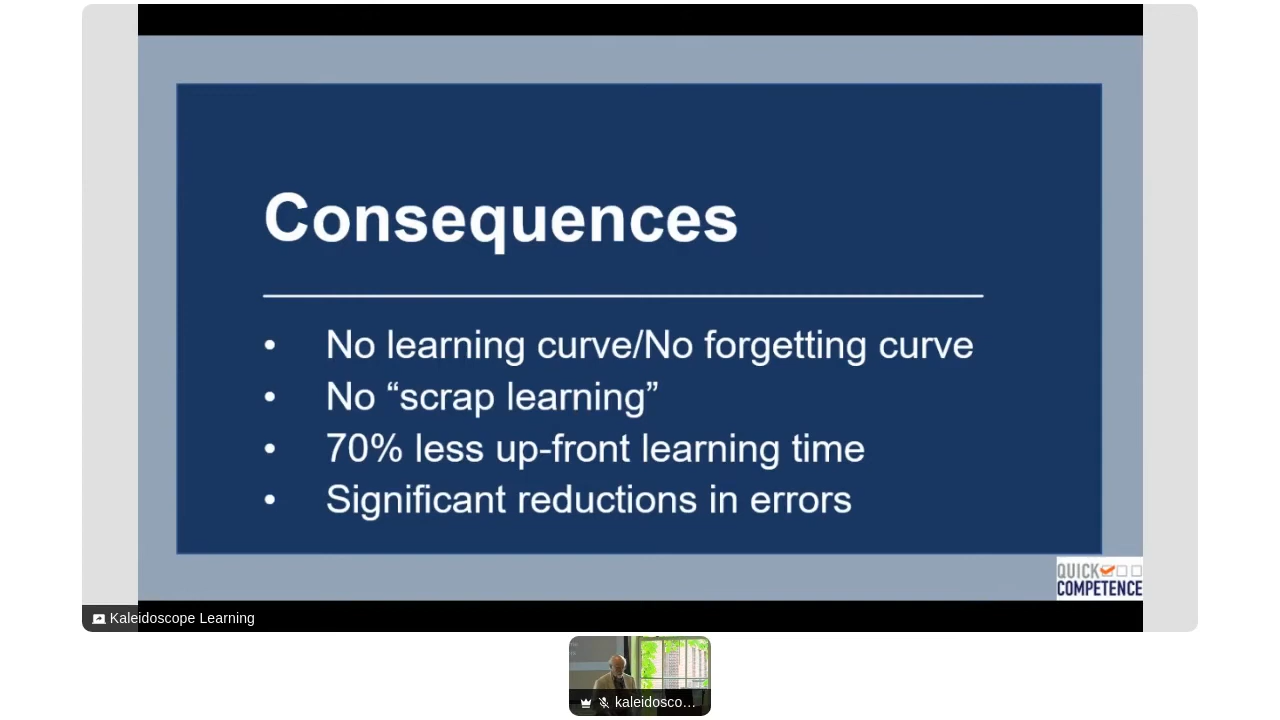 Consequences
• No learning curve/No forgetting curve
• No “scrap learning”
• 70% less up-front learning time
• Significant reductions in errors
QUICK
COMPETENCE
Kaleidoscope Learning
kaleidosco…